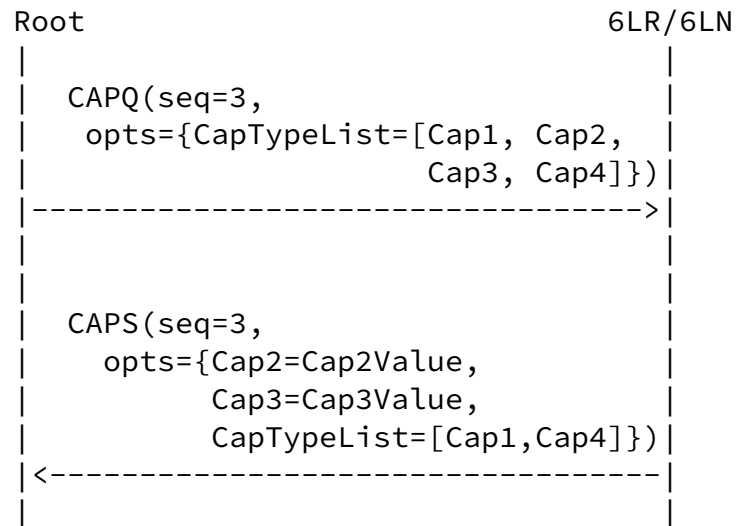 Root 6LR/6LN
CAPQ(seq=3,
opts={CapTypeList=[Cap1, Cap2,
Cap3, Cap4]})
CAPS(seq=3,
opts={Cap2=Cap2Value,
Cap3=Cap3Value,
CapTypeList=[Cap1,Cap4]})